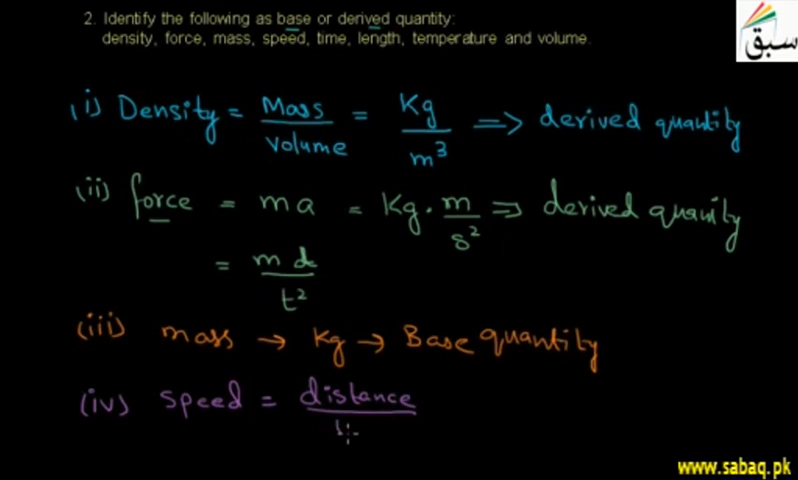 2. Identify the following as base or derived quantity:
density, force, mass, speed, time, length, temperature and volume.
سبق
(i) Density = Mass / Volume = Kg / m³ => derived quantity
(ii) force = ma = Kg . m / s² => derived quanity
= m d / t²
(iii) mass → Kg → Base quantity
(iv) speed = distance
www.sabaq.pk